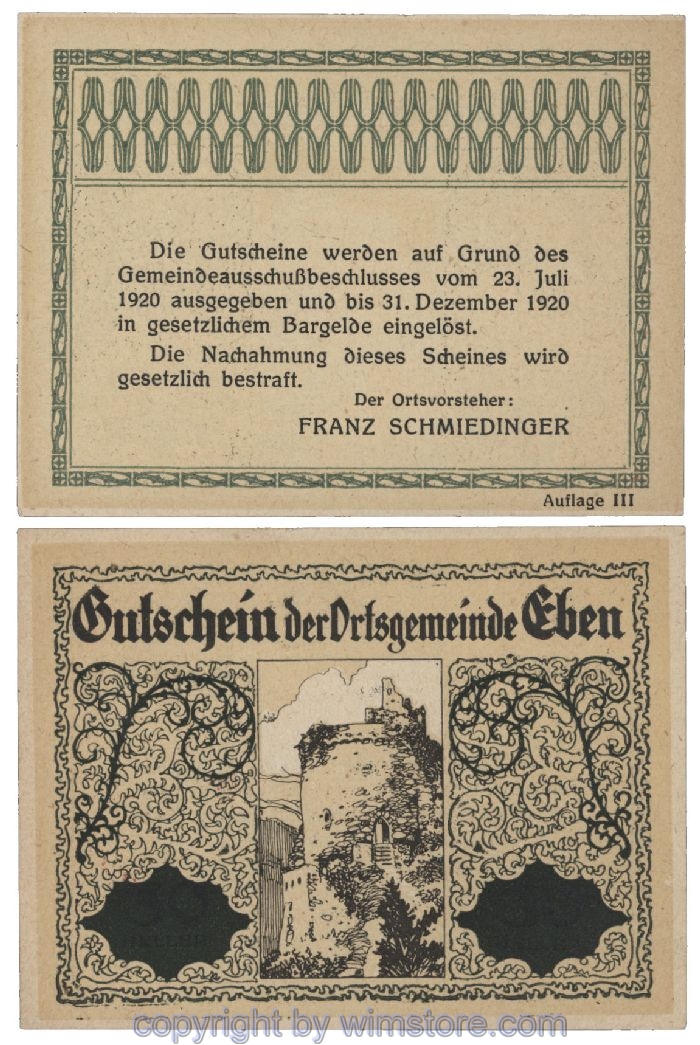 Die Gutscheine werden auf Grund des
Gemeindeausschußbeschlusses vom 23. Juli
1920 ausgegeben und bis 31. Dezember 1920
in gesetzlichem Bargelde eingelöst.
Die Nachahmung dieses Scheines wird
gesetzlich bestraft.
Der Ortsvorsteher:
FRANZ SCHMIEDINGER
Auflage III
Gutschein der Ortsgemeinde Eben
HELLER
copyright by wimstore.com